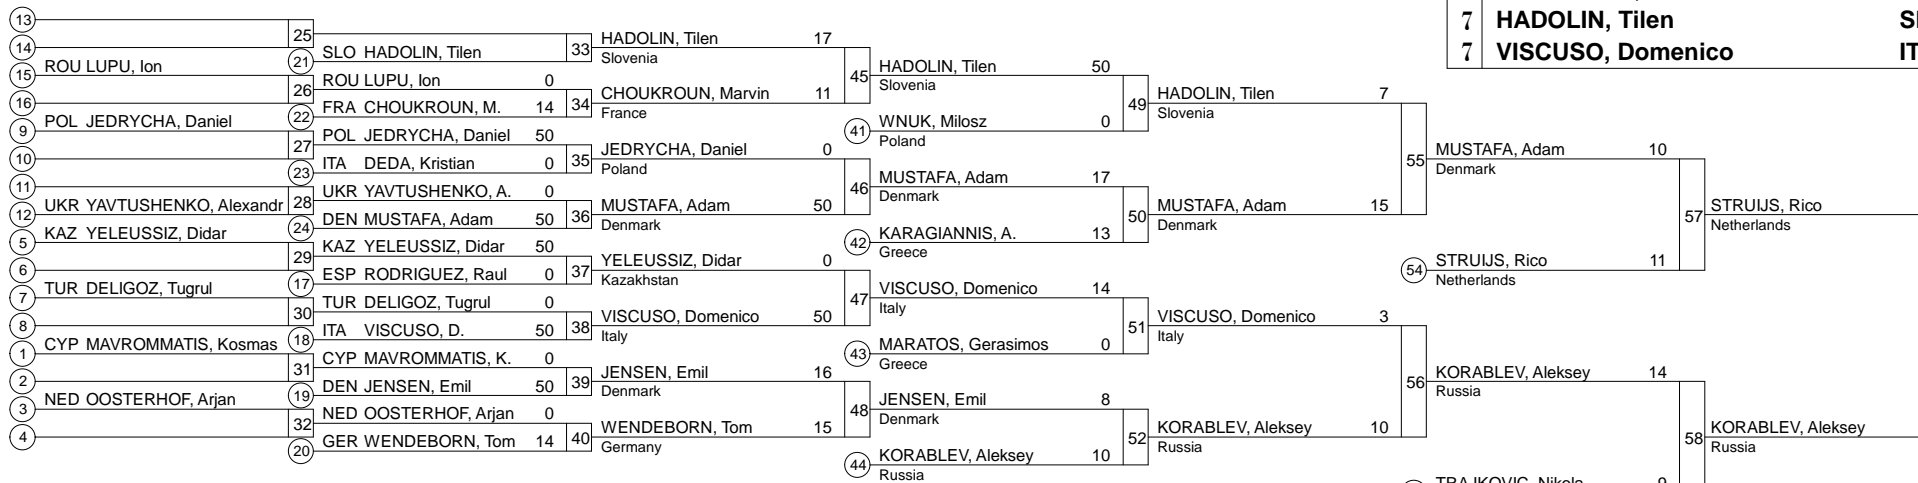 13
14
ROU LUPU, Ion
15
16
POL JEDRYCHA, Daniel
9
10
11
UKR YAVTUSHENKO, Alexandr
12
KAZ YELEUSSIZ, Didar
5
6
TUR DELIGOZ, Tugrul
7
8
CYP MAVROMMATIS, Kosmas
1
2
NED OOSTERHOF, Arjan
3
4
25
SLO HADOLIN, Tilen
21
ROU LUPU, Ion 0
26
FRA CHOUKROUN, M. 14
22
POL JEDRYCHA, Daniel 50
27
ITA DEDA, Kristian 0
23
UKR YAVTUSHENKO, A. 0
28
DEN MUSTAFA, Adam 50
24
KAZ YELEUSSIZ, Didar 50
29
ESP RODRIGUEZ, Raul 0
17
TUR DELIGOZ, Tugrul 0
30
ITA VISCUSO, D. 50
18
CYP MAVROMMATIS, K. 0
31
DEN JENSEN, Emil 50
19
NED OOSTERHOF, Arjan 0
32
GER WENDEBORN, Tom 14
20
HADOLIN, Tilen 17
33
Slovenia
CHOUKROUN, Marvin 11
34
France
JEDRYCHA, Daniel 0
35
Poland
MUSTAFA, Adam 50
36
Denmark
YELEUSSIZ, Didar 0
37
Kazakhstan
VISCUSO, Domenico 50
38
Italy
JENSEN, Emil 16
39
Denmark
WENDEBORN, Tom 15
40
Germany
HADOLIN, Tilen 50
45
Slovenia
WNUK, Milosz 0
41
Poland
MUSTAFA, Adam 17
46
Denmark
KARAGIANNIS, A. 13
42
Greece
VISCUSO, Domenico 14
47
Italy
MARATOS, Gerasimos 0
43
Greece
JENSEN, Emil 8
48
Denmark
KORABLEV, Aleksey 10
44
Russia
HADOLIN, Tilen 7
49
Slovenia
MUSTAFA, Adam 15
50
Denmark
VISCUSO, Domenico 3
51
Italy
KORABLEV, Aleksey 10
52
Russia
MUSTAFA, Adam 10
55
Denmark
STRUIJS, Rico 11
54
Netherlands
KORABLEV, Aleksey 14
56
Russia
TRAJKOVIC, Nikola 9
STRUIJS, Rico
57
Netherlands
KORABLEV, Aleksey
58
Russia
7 HADOLIN, Tilen
7 VISCUSO, Domenico IT